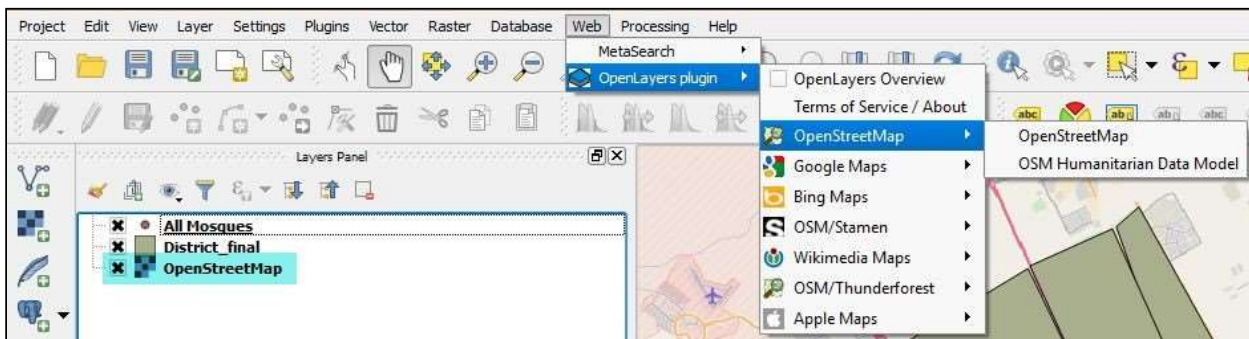 Project Edit View Layer Settings Plugins Vector Raster Database Web Processing Help
MetaSearch
OpenLayers plugin
OpenLayers Overview
Terms of Service / About
OpenStreetMap
Google Maps
Bing Maps
OSM/Stamen
Wikimedia Maps
OSM/Thunderforest
Apple Maps
OpenStreetMap
OSM Humanitarian Data Model
abc
ab
ab
abc
Layers Panel
All Mosques
District_final
OpenStreetMap